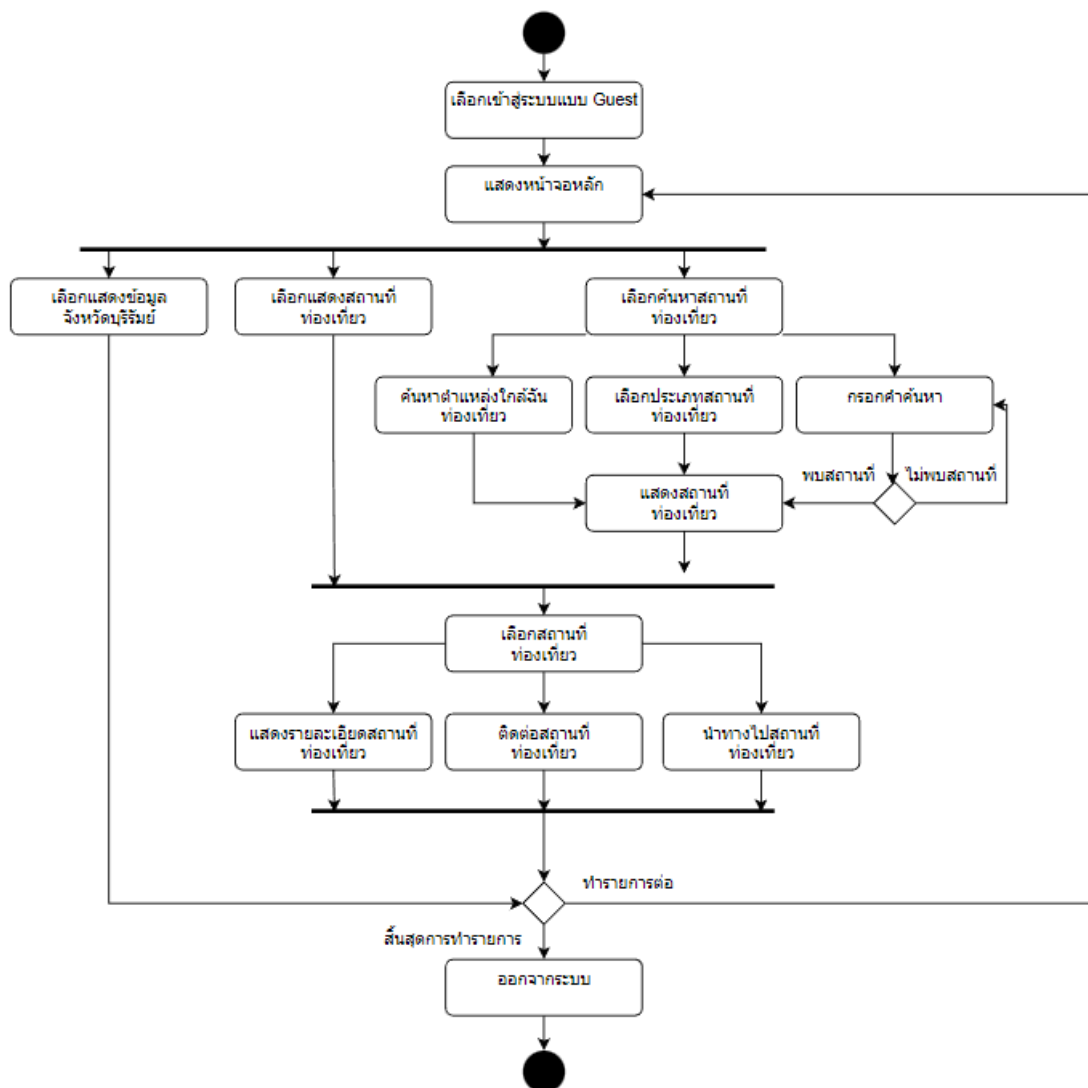 เลือกเข้าสู่ระบบแบบ Guest
แสดงหน้าจอหลัก
เลือกแสดงข้อมูล
จังหวัดบุรีรัมย์
เลือกแสดงสถานที่
ท่องเที่ยว
เลือกค้นหาสถานที่
ท่องเที่ยว
ค้นหาตำแหน่งใกล้ฉัน
ท่องเที่ยว
เลือกประเภทสถานที่
ท่องเที่ยว
กรอกคำค้นหา
พบสถานที่
ไม่พบสถานที่
แสดงสถานที่
ท่องเที่ยว
เลือกสถานที่
ท่องเที่ยว
แสดงรายละเอียดสถานที่
ท่องเที่ยว
ติดต่อสถานที่
ท่องเที่ยว
นำทางไปสถานที่
ท่องเที่ยว
ทำรายการต่อ
สิ้นสุดการทำรายการ
ออกจากระบบ